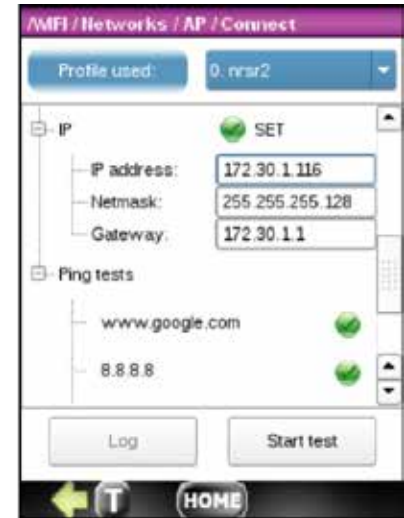 /WFI / Networks / AP / Connect
Profile used: 0. nrsr2
IP SET
IP address: 172.30.1.116
Netmask: 255.255.255.128
Gateway: 172.30.1.1
Ping tests
www.google.com
8.8.8.8
Log Start test
T HOME